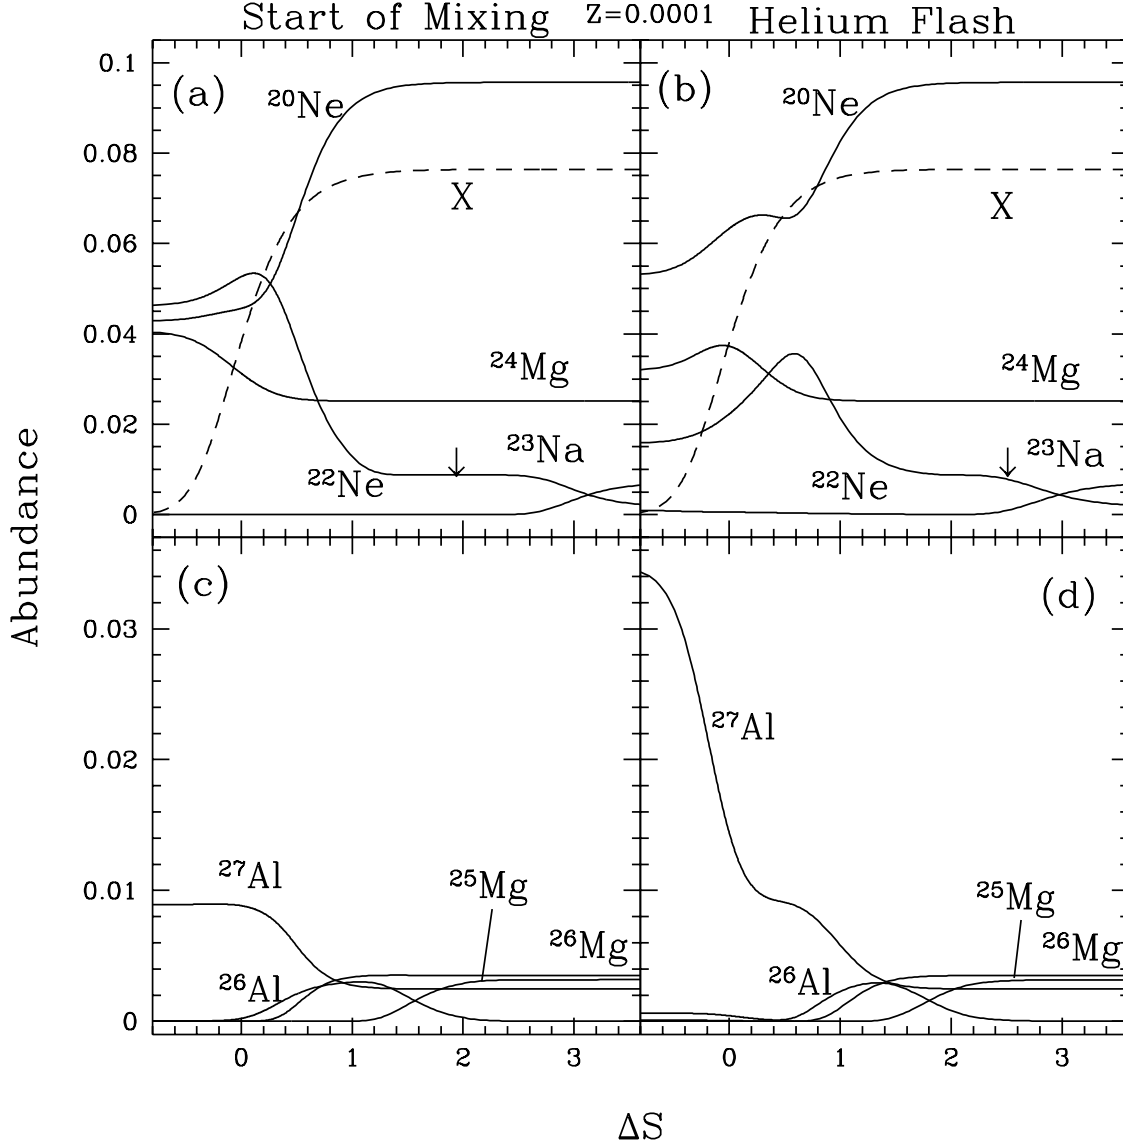 Start of Mixing Z=0.0001 Helium Flash
0.1
(a)
²⁰Ne
(b)
²⁰Ne
0.08
X
X
0.06
0.04
²⁴Mg
²⁴Mg
0.02
²³Na
²³Na
²²Ne
²²Ne
0
Abundance
(c)
(d)
0.03
²⁷Al
0.02
²⁷Al
²⁵Mg
²⁵Mg
0.01
²⁶Mg
²⁶Mg
²⁶Al
²⁶Al
0
0 1 2 3 0 1 2 3
ΔS